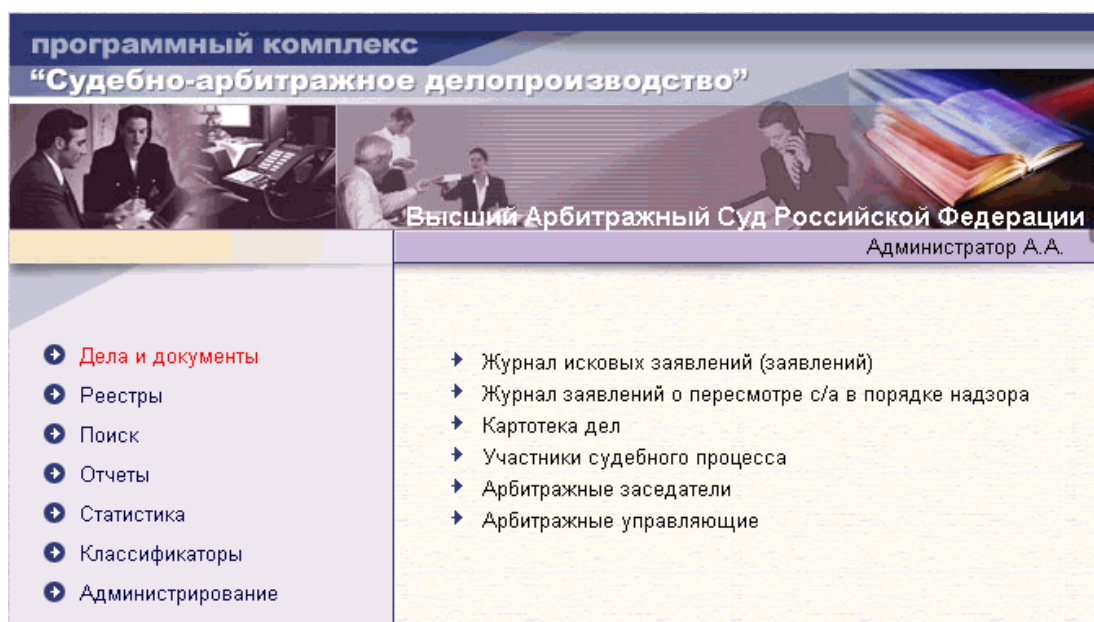 программный комплекс
“Судебно-арбитражное делопроизводство”
Высший Арбитражный Суд Российской Федерации
Администратор А.А.
Дела и документы
Реестры
Поиск
Отчеты
Статистика
Классификаторы
Администрирование
Журнал исковых заявлений (заявлений)
Журнал заявлений о пересмотре с/а в порядке надзора
Картотека дел
Участники судебного процесса
Арбитражные заседатели
Арбитражные управляющие